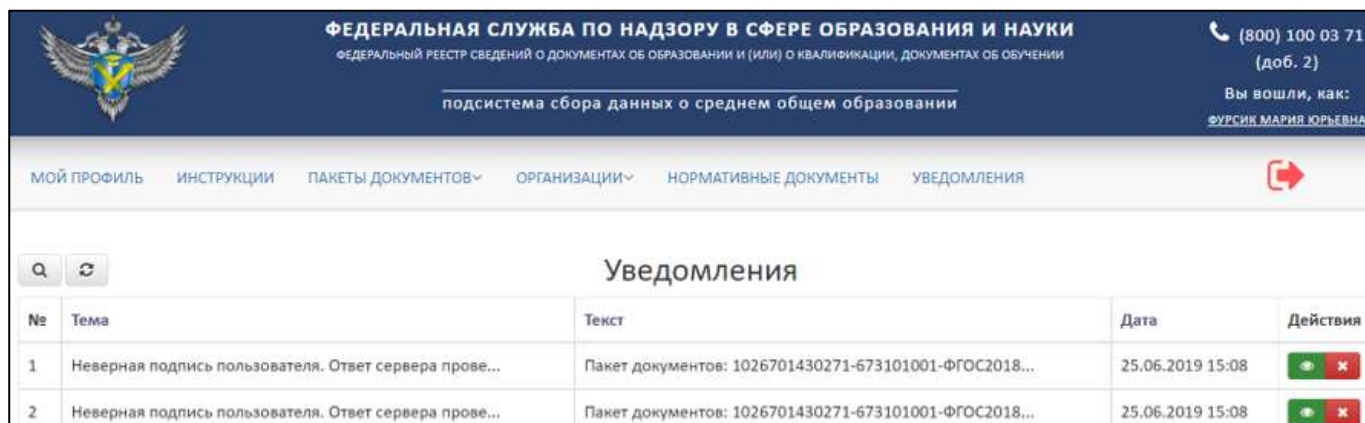 ФЕДЕРАЛЬНАЯ СЛУЖБА ПО НАДЗОРУ В СФЕРЕ ОБРАЗОВАНИЯ И НАУКИ
ФЕДЕРАЛЬНЫЙ РЕЕСТР СВЕДЕНИЙ О ДОКУМЕНТАХ ОБ ОБРАЗОВАНИИ И (ИЛИ) О КВАЛИФИКАЦИИ, ДОКУМЕНТАХ ОБ ОБУЧЕНИИ
подсистема сбора данных о среднем общем образовании
(800) 100 03 71
(доб. 2)
Вы вошли, как:
ФУРСИК МАРИЯ ЮРЬЕВНА
МОЙ ПРОФИЛЬ ИНСТРУКЦИИ ПАКЕТЫ ДОКУМЕНТОВ ОРГАНИЗАЦИИ НОРМАТИВНЫЕ ДОКУМЕНТЫ УВЕДОМЛЕНИЯ
Уведомления
№ Тема Текст Дата Действия
1 Неверная подпись пользователя. Ответ сервера прове... Пакет документов: 1026701430271-673101001-ФГОС2018... 25.06.2019 15:08
2 Неверная подпись пользователя. Ответ сервера прове... Пакет документов: 1026701430271-673101001-ФГОС2018... 25.06.2019 15:08